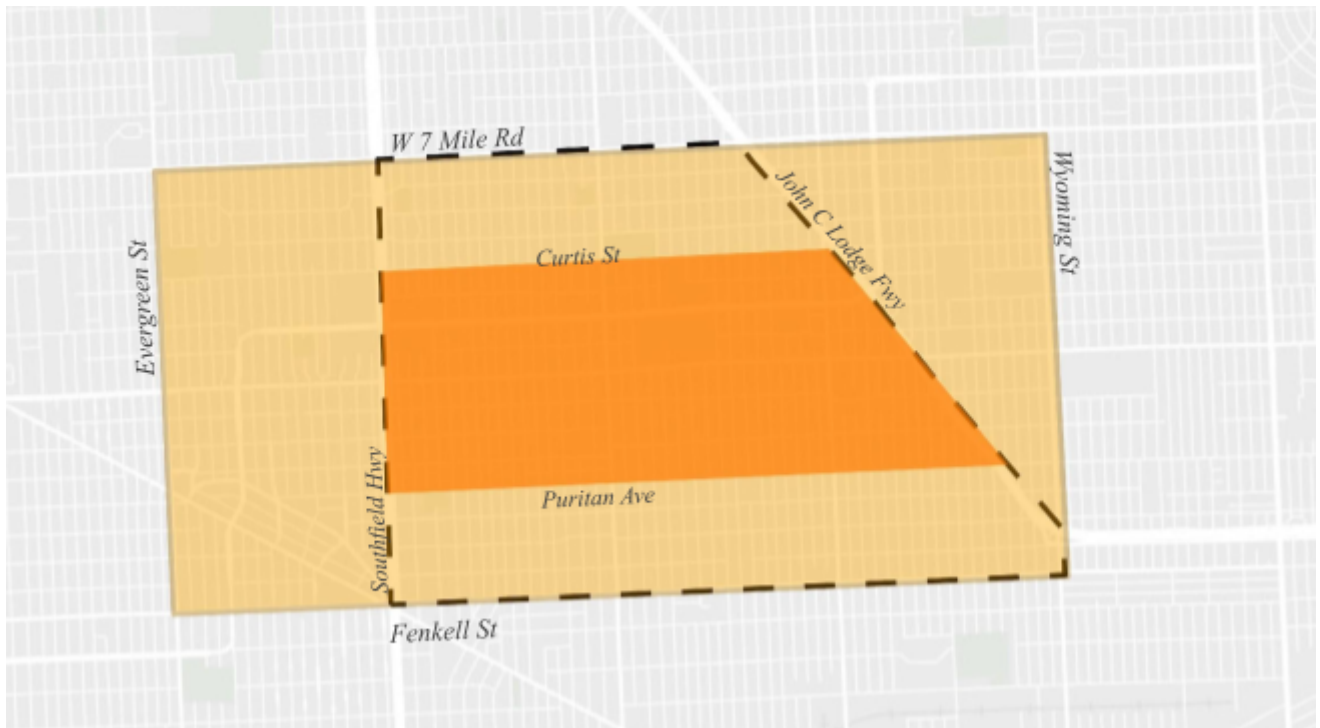 W 7 Mile Rd
John C Lodge Fwy
Wyoming St
Curtis St
Evergreen St
Southfield Hwy
Puritan Ave
Fenkell St